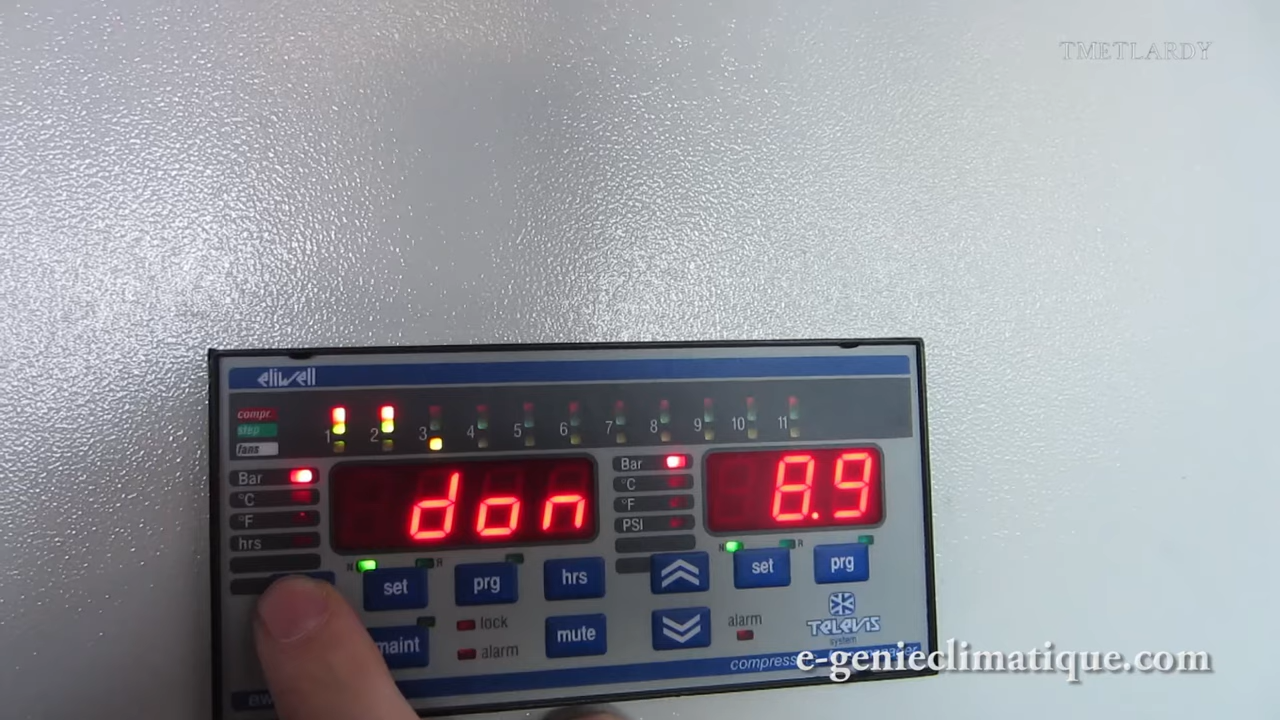 TMETLARDY
eliwell
compr.
step
fans
1 2 3 4 5 6 7 8 9 10 11
Bar
°C
°F
hrs
don
Bar
°C
°F
PSI
8.9
N R
set
prg
hrs
N R
set
prg
maint
lock
alarm
mute
alarm
TELEVIS
system
e-genieclimatique.com